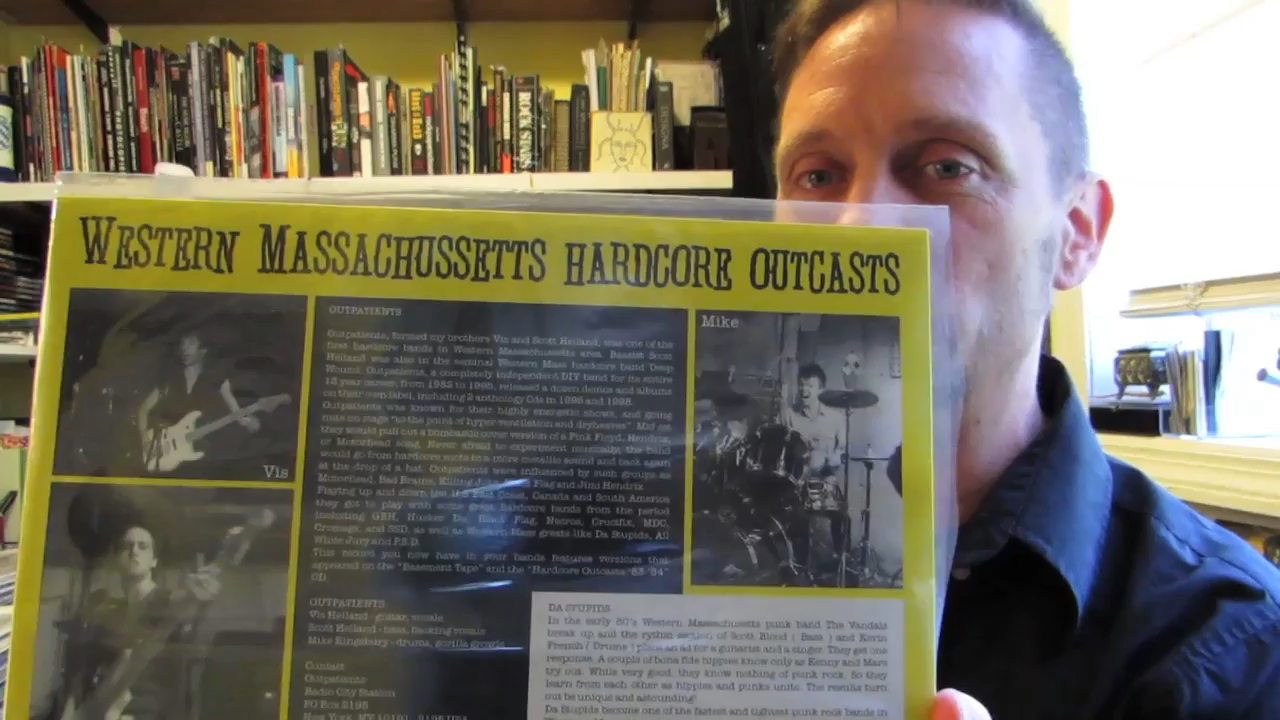 WESTERN MASSACHUSSETTS HARDCORE OUTCASTS
OUTPATIENTS
Outpatients, formed my brothers Vis and Scott Helland, was one of the
first hardcore bands in Western Massachusetts area. Bassist Scott
Helland was also in the seminal Western Mass hardcore band Deep
Wound. Outpatients, a completely independent DIY band for its entire
13 year career, from 1982 to 1995, released a dozen demos and albums
on their own label, including 2 anthology Cds in 1996 and 1998.
Outpatients was known for their highly energetic shows, and going
nuts on stage "to the point of hyper-ventilation and dryheaves". Mid set
they would pull out a bombastic cover version of a Pink Floyd, Hendrix,
or Motorhead song. Never afraid to experiment musically, the band
would go from hardcore roots to a more metallic sound and back again
at the drop of a hat. Outpatients were influenced by such groups as
Motorhead, Bad Brains, Killing Joke, Flag and Jimi Hendrix
Playing up and down the U.S East Coast, Canada and South America
they got to play with some great hardcore bands from the period
including GBH, Husker Du, Black Flag, Necros, Crucifix, MDC,
Cromags, and SSD, as well as Western Mass greats like Da Stupids, All
White Jury and P.S.D.
This record you now have in your hands features versions that
appeared on the "Basement Tape" and the "Hardcore Outcasts '83-'84"
CD.
Vis
Mike
OUTPATIENTS
Vis Helland - guitar, vocals
Scott Helland - bass, backing vocals
Mike Kingsbury - drums, gorilla growls
Contact
Outpatients
Radio City Station
PO Box 2195
New York, NY
DA STUPIDS
In the early 80's Western Massachusetts punk band The Vandals
break up and the rythm section of Scott Blood ( Bass ) and Kevin
French ( Drums ) place an ad for a guitarist and a singer. They get one
response. A couple of bona fide hippies know only as Kenny and Marc
try out. While very good, they know nothing of punk rock. So they
learn from each other as hippies and punks unite. The results turn
out be unique and astounding!
Da Stupids become one of the fastest and tightest punk rock bands in
ROCK STARS